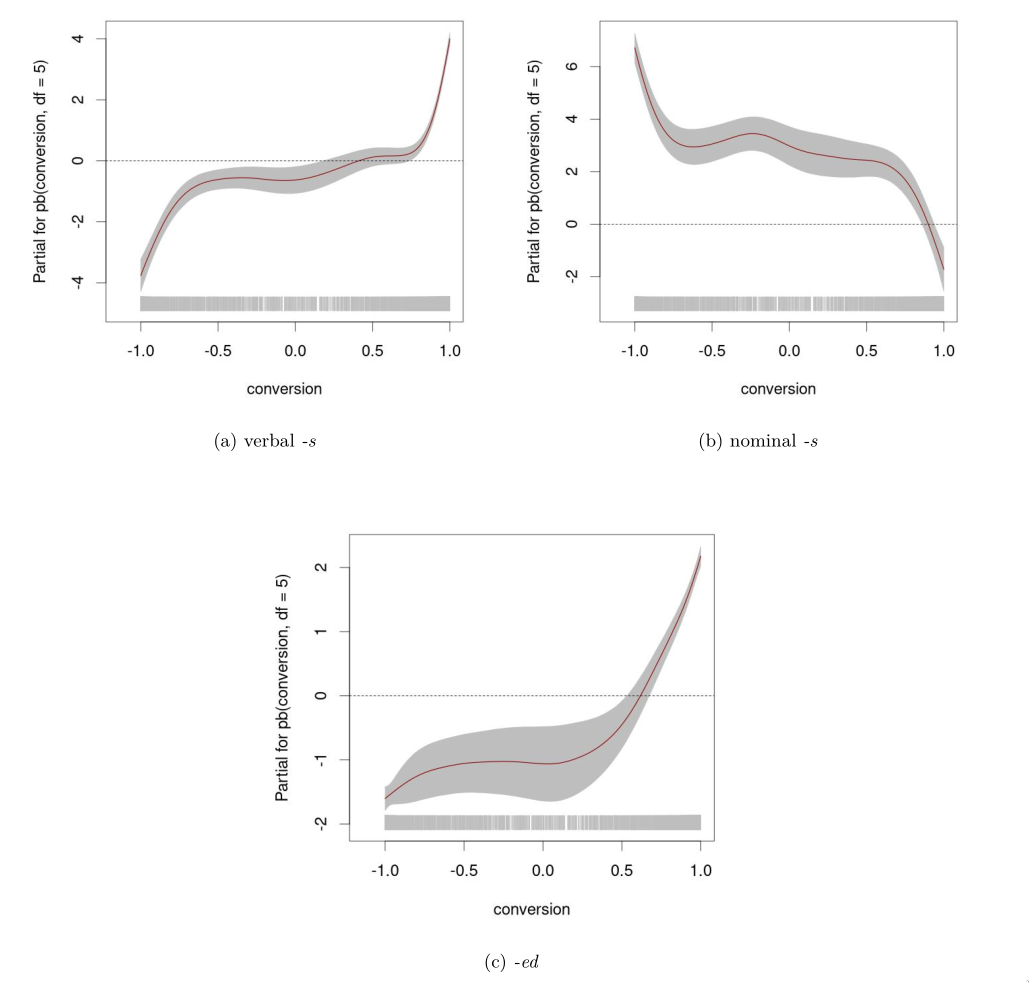 Partial for pb(conversion, df = 5)
4
2
0
-2
-4
-1.0 -0.5 0.0 0.5 1.0
conversion
(a) verbal -s
Partial for pb(conversion, df = 5)
6
4
2
0
-2
-1.0 -0.5 0.0 0.5 1.0
conversion
(b) nominal -s
Partial for pb(conversion, df = 5)
2
1
0
-1
-2
-1.0 -0.5 0.0 0.5 1.0
conversion
(c) -ed